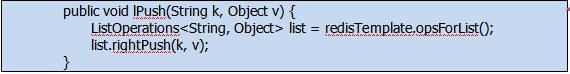 public void lPush(String k, Object v) {
ListOperations<String, Object> list = redisTemplate.opsForList();
list.rightPush(k, v);
}